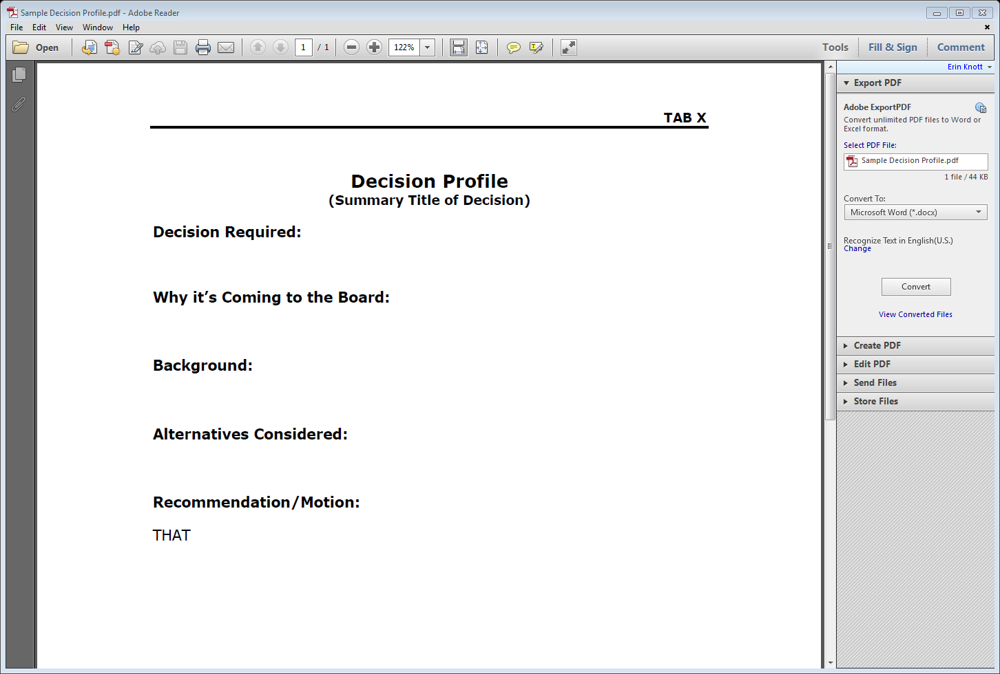 Sample Decision Profile.pdf - Adobe Reader
File Edit View Window Help
Open 1 / 1 122% Tools Fill & Sign Comment
Erin Knott
Export PDF
Adobe ExportPDF
Convert unlimited PDF files to Word or
Excel format.
Select PDF File:
Sample Decision Profile.pdf
1 file / 44 KB
Convert To:
Microsoft Word (*.docx)
Recognize Text in English(U.S.)
Change
Convert
View Converted Files
Create PDF
Edit PDF
Send Files
Store Files
TAB X
Decision Profile
(Summary Title of Decision)
Decision Required:
Why it’s Coming to the Board:
Background:
Alternatives Considered:
Recommendation/Motion:
THAT